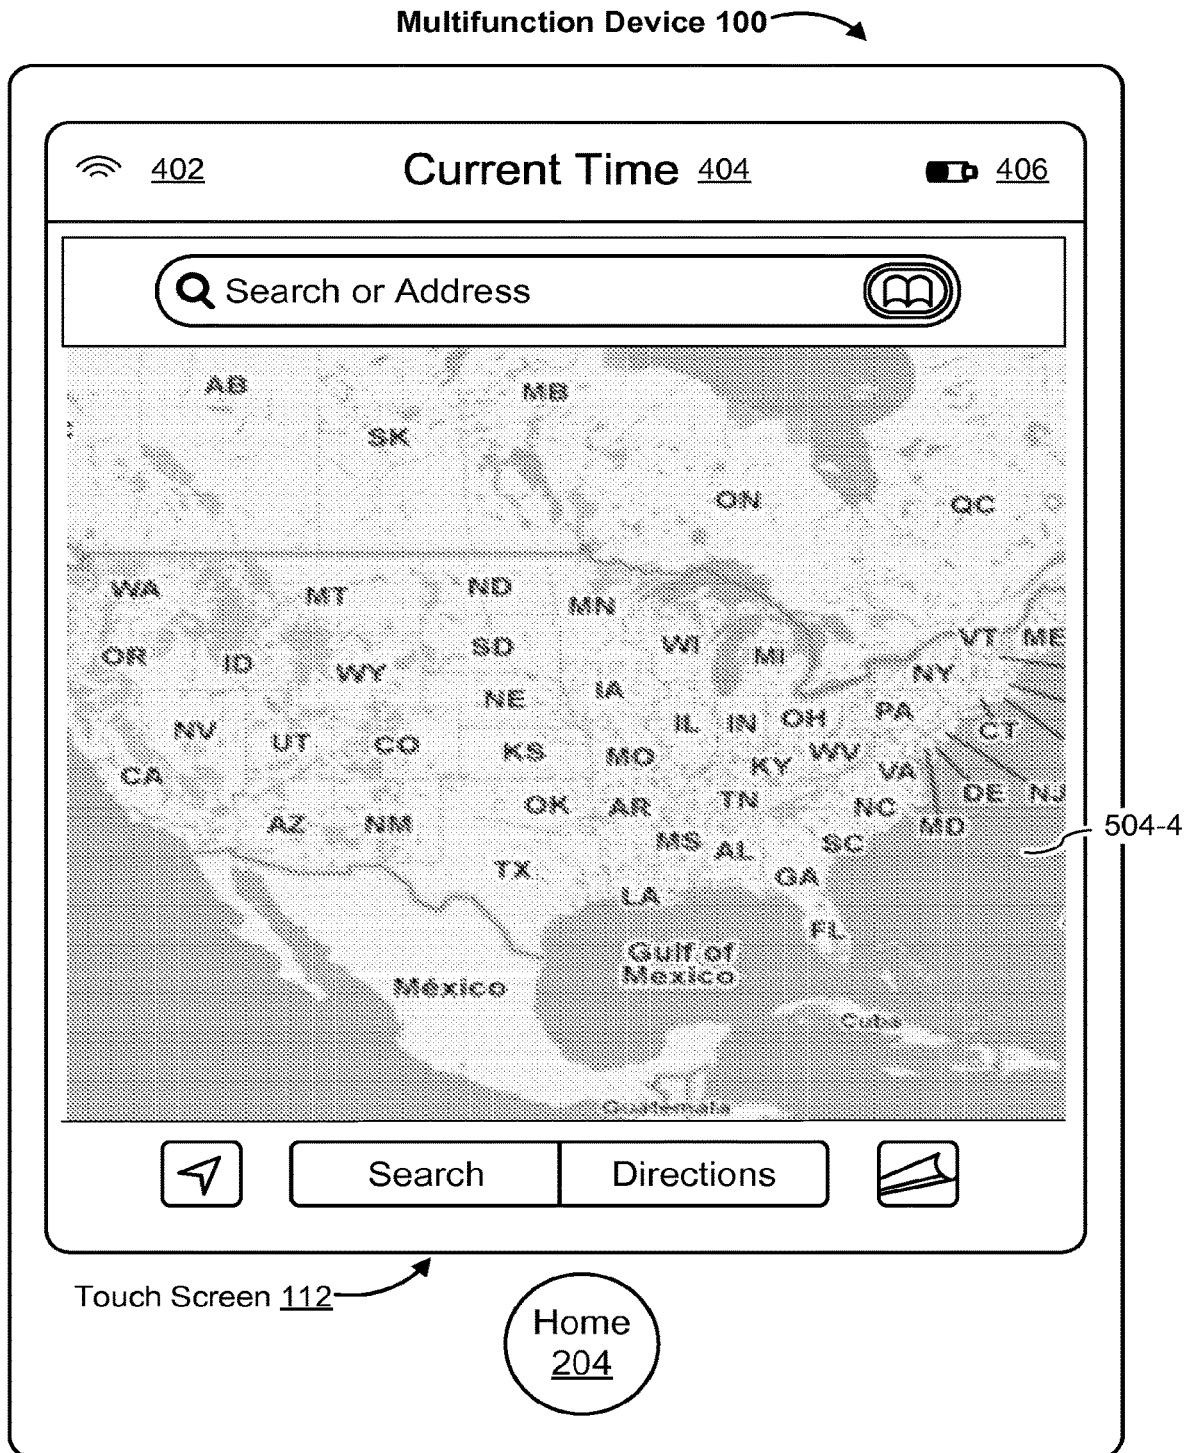 Multifunction Device 100
402 Current Time 404 406
Search or Address
AB
MB
SK
ON
QC
WA
MT
ND
MN
VT ME
OR
ID
SD
WI
MI
NY
WY
NE
IA
NV
UT
CO
IL IN OH PA
CT
CA
KS
MO
KY WV
VA
OK
AR
TN
NC
DE NJ
AZ
NM
MD
504-4
MS AL
SC
TX
GA
LA
FL
Gulf of
Mexico
México
Cuba
Guatemala
Search Directions
Touch Screen 112
Home
204